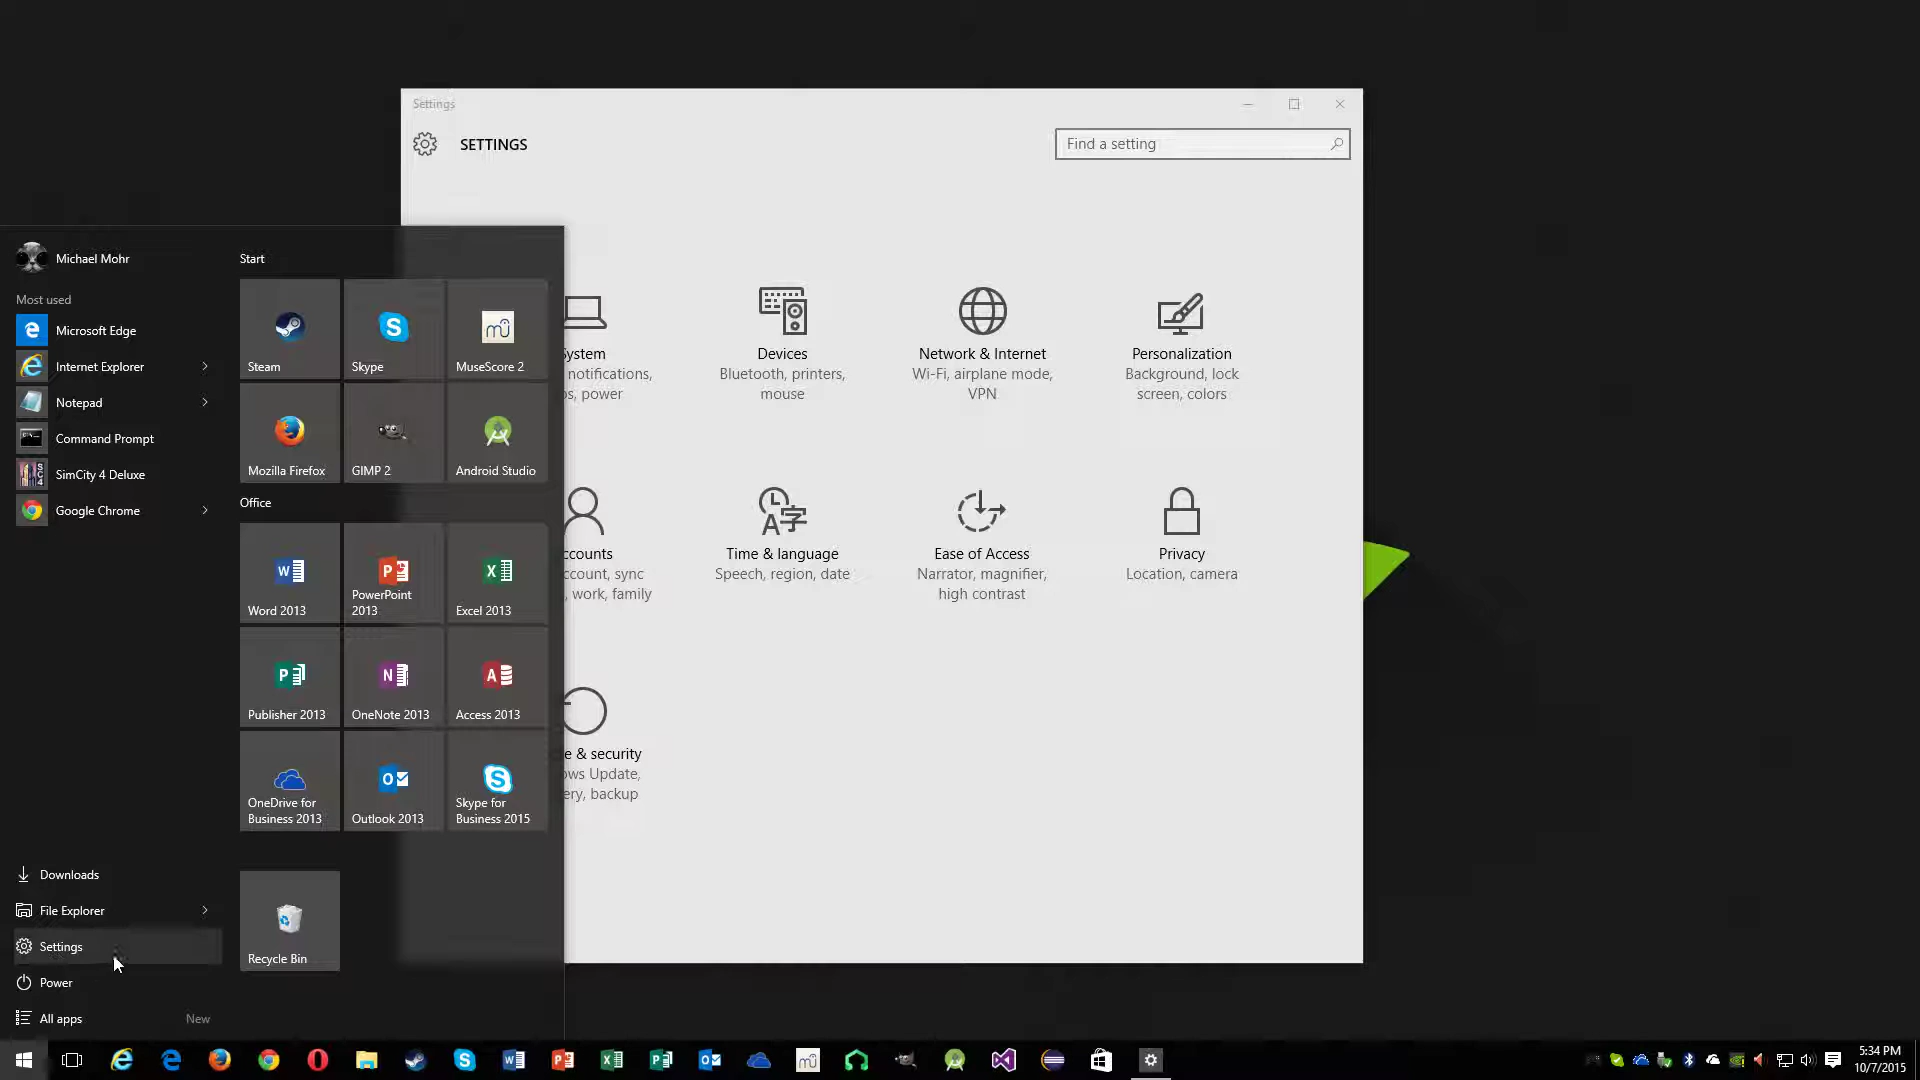 Settings
SETTINGS
Find a setting
Michael Mohr
Most used
Microsoft Edge
Internet Explorer
Notepad
Command Prompt
SimCity 4 Deluxe
Google Chrome
Downloads
File Explorer
Settings
Power
All apps
New
Start
Steam
Skype
MuseScore 2
Mozilla Firefox
GIMP 2
Android Studio
Office
Word 2013
PowerPoint
2013
Excel 2013
Publisher 2013
OneNote 2013
Access 2013
OneDrive for
Business 2013
Outlook 2013
Skype for
Business 2015
Recycle Bin
System
notifications,
s, power
Devices
Bluetooth, printers,
mouse
Network & Internet
Wi-Fi, airplane mode,
VPN
Personalization
Background, lock
screen, colors
ccounts
ccount, sync
, work, family
Time & language
Speech, region, date
Ease of Access
Narrator, magnifier,
high contrast
Privacy
Location, camera
e & security
ows Update,
ery, backup
5:34 PM
10/7/2015